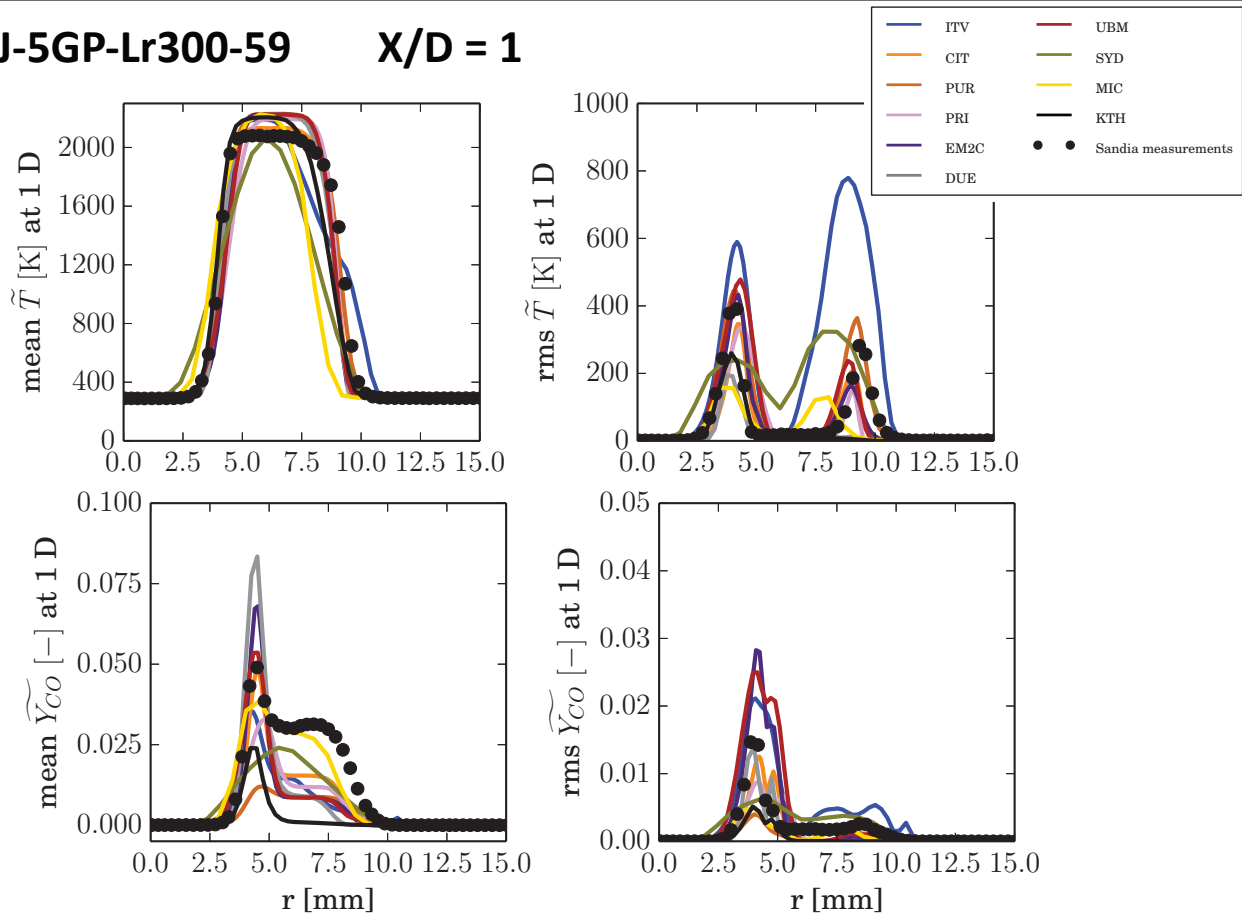 J-5GP-Lr300-59 X/D = 1
ITV
CIT
PUR
PRI
EM2C
DUE
UBM
SYD
MIC
KTH
Sandia measurements
mean T̃ [K] at 1 D
2000
1600
1200
800
400
0
0.0 2.5 5.0 7.5 10.0 12.5 15.0
rms T̃ [K] at 1 D
1000
800
600
400
200
0
0.0 2.5 5.0 7.5 10.0 12.5 15.0
mean Ỹ_CO [−] at 1 D
0.100
0.075
0.050
0.025
0.000
0.0 2.5 5.0 7.5 10.0 12.5 15.0
r [mm]
rms Ỹ_CO [−] at 1 D
0.05
0.04
0.03
0.02
0.01
0.00
0.0 2.5 5.0 7.5 10.0 12.5 15.0
r [mm]